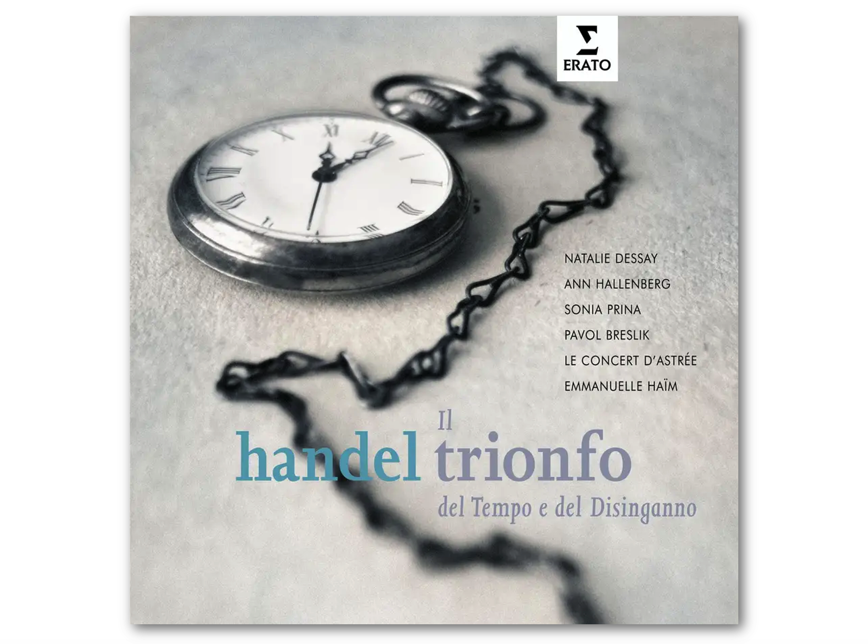 ERATO
NATALIE DESSAY
ANN HALLENBERG
SONIA PRINA
PAVOL BRESLIK
LE CONCERT D'ASTRÉE
EMMANUELLE HAÏM
Il
handel trionfo
del Tempo e del Disinganno